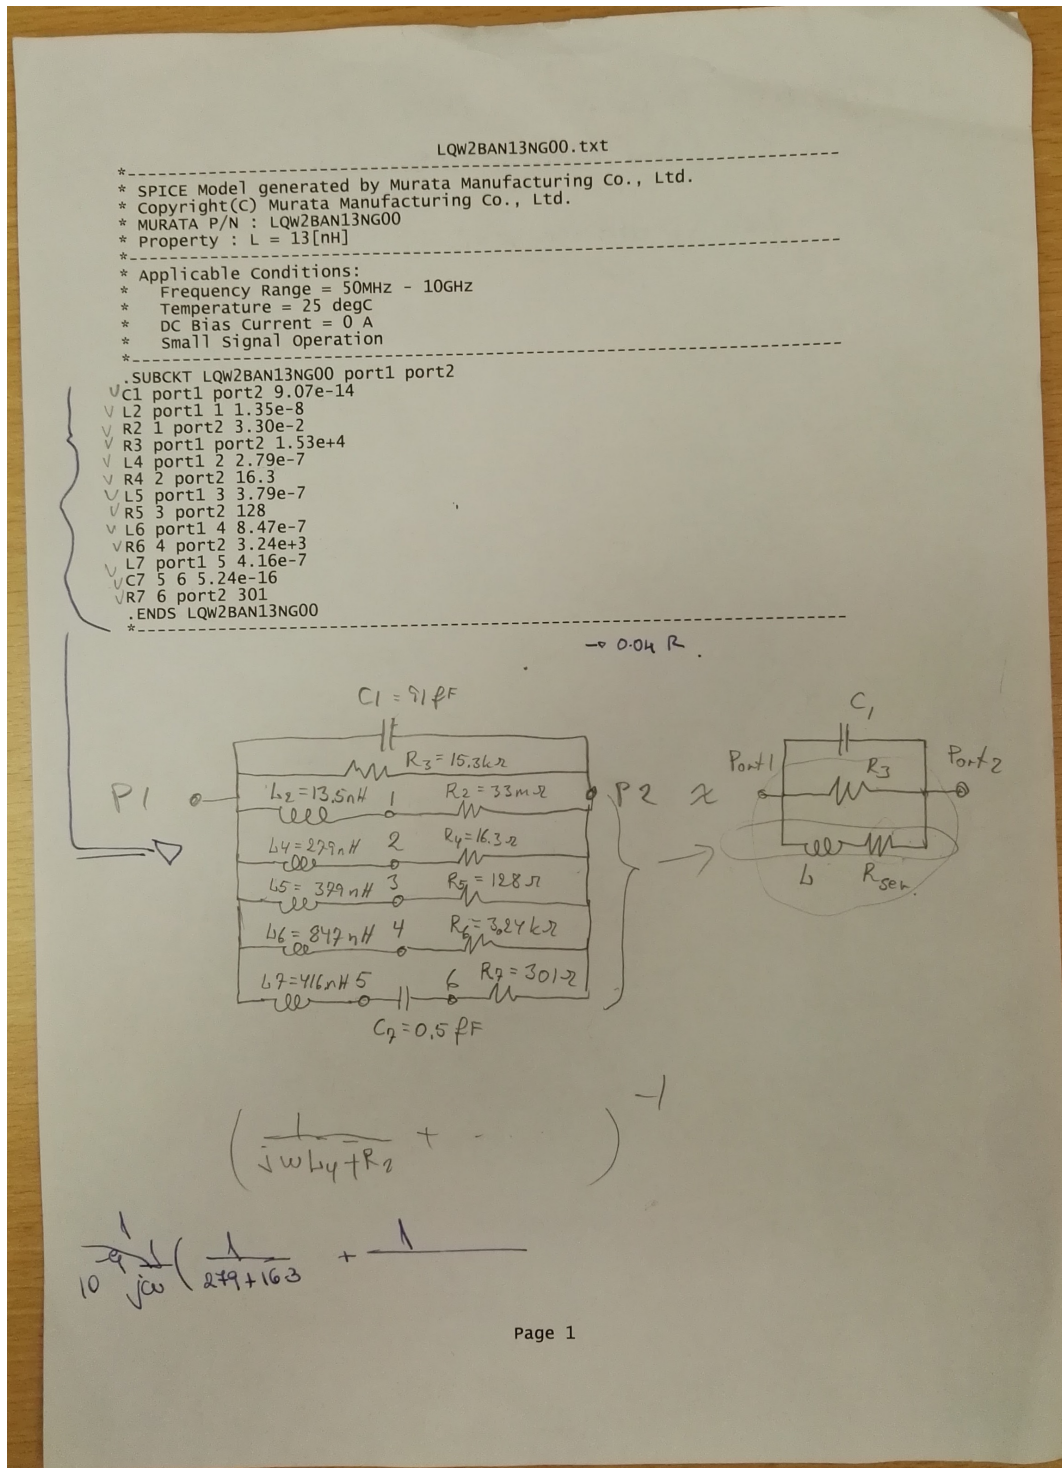 LQW2BAN13NG00.txt
*----------------------------------------------------------------
* SPICE Model generated by Murata Manufacturing Co., Ltd.
* Copyright(C) Murata Manufacturing Co., Ltd.
* MURATA P/N : LQW2BAN13NG00
* Property : L = 13[nH]
*----------------------------------------------------------------
* Applicable Conditions:
*   Frequency Range = 50MHz - 10GHz
*   Temperature = 25 degC
*   DC Bias Current = 0 A
*   Small Signal Operation
*----------------------------------------------------------------
.SUBCKT LQW2BAN13NG00 port1 port2
C1 port1 port2 9.07e-14
L2 port1 1 1.35e-8
R2 1 port2 3.30e-2
R3 port1 port2 1.53e+4
L4 port1 2 2.79e-7
R4 2 port2 16.3
L5 port1 3 3.79e-7
R5 3 port2 128
L6 port1 4 8.47e-7
R6 4 port2 3.24e+3
L7 port1 5 4.16e-7
C7 5 6 5.24e-16
R7 6 port2 301
.ENDS LQW2BAN13NG00
*----------------------------------------------------------------
→ 0.04 R.
C1 = 91fF
R3 = 15.3kΩ
L2 = 13.5nH 1 R2 = 33mΩ
P1 P2 ≈
L4 = 279nH 2 R4 = 16.3Ω
L5 = 379nH 3 R5 = 128Ω
L6 = 847nH 4 R6 = 3.24kΩ
L7 = 416nH 5 6 R7 = 301Ω
C7 = 0.5fF
C1
Port1 R3 Port2
L Rser.
(1/(jωL4+R2) + ....)^-1
1/10^-9 1/jω (1/(279+163) + 1/
Page 1